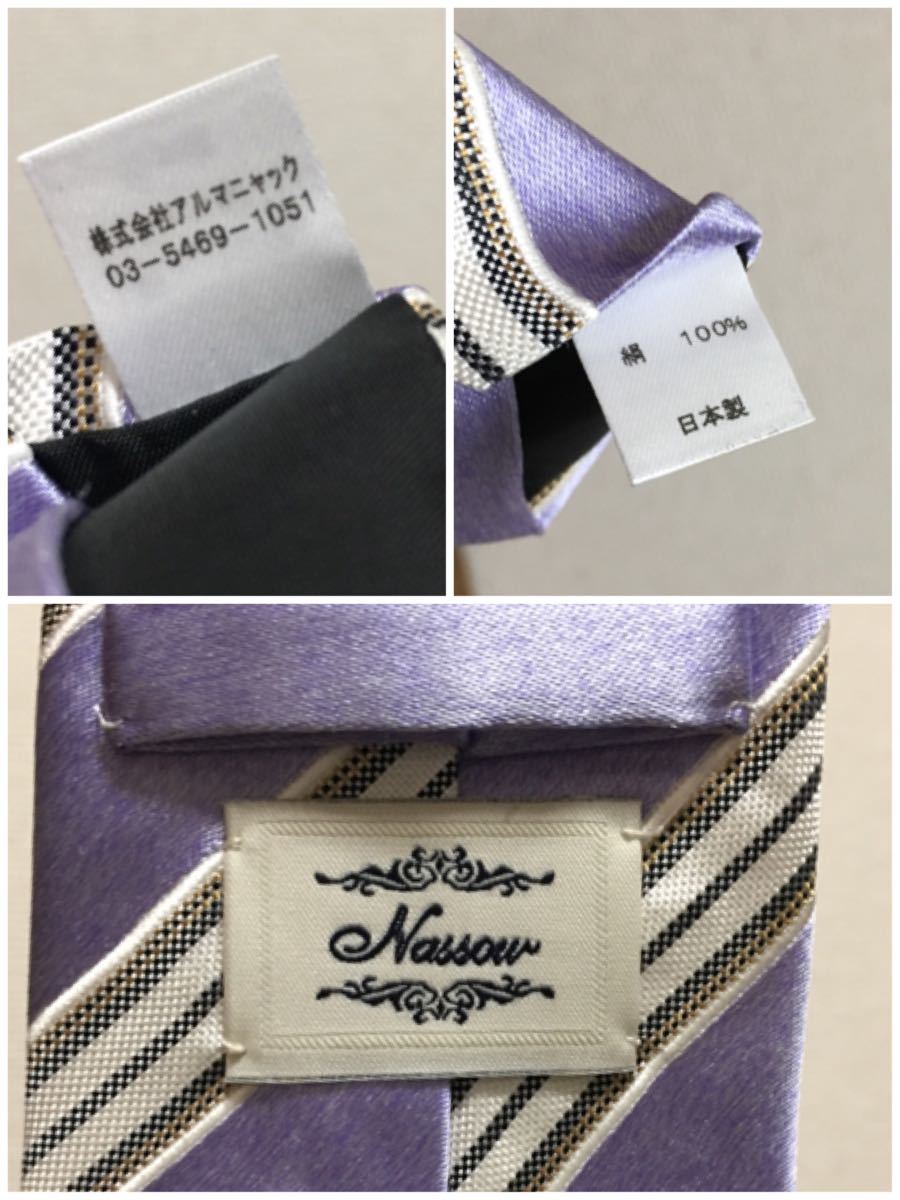 株式会社アルマニャック
03-5469-1051
絹 100%
日本製
Nassow